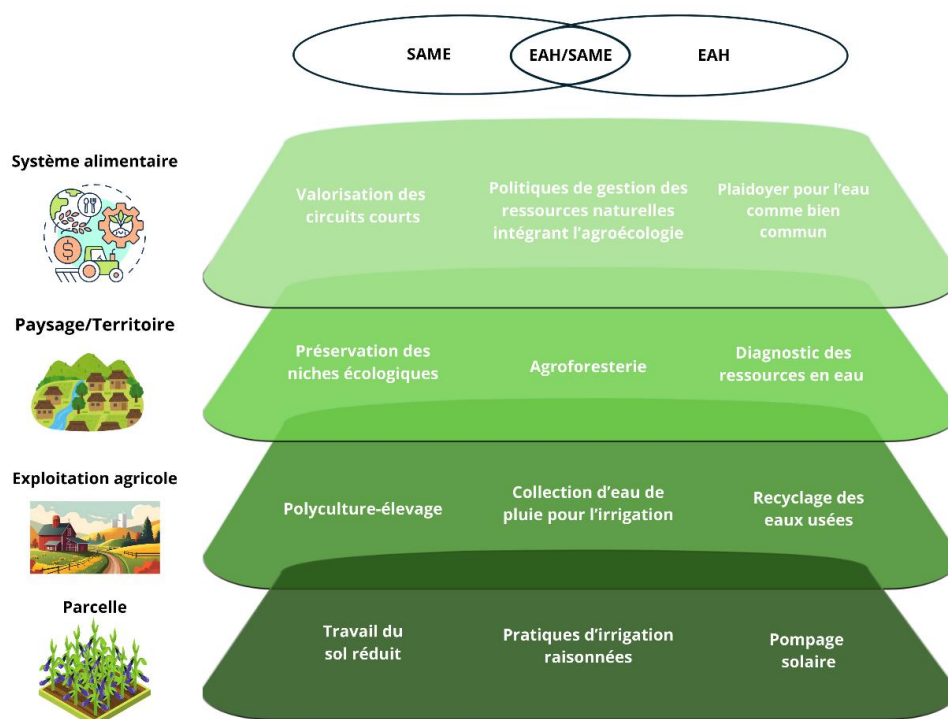 SAME
EAH/SAME
EAH
Système alimentaire
Valorisation des
circuits courts
Politiques de gestion des
ressources naturelles
intégrant l'agroécologie
Plaidoyer pour l'eau
comme bien
commun
Paysage/Territoire
Préservation des
niches écologiques
Agroforesterie
Diagnostic des
ressources en eau
Exploitation agricole
Polyculture-élevage
Collection d'eau de
pluie pour l'irrigation
Recyclage des
eaux usées
Parcelle
Travail du
sol réduit
Pratiques d'irrigation
raisonnées
Pompage
solaire